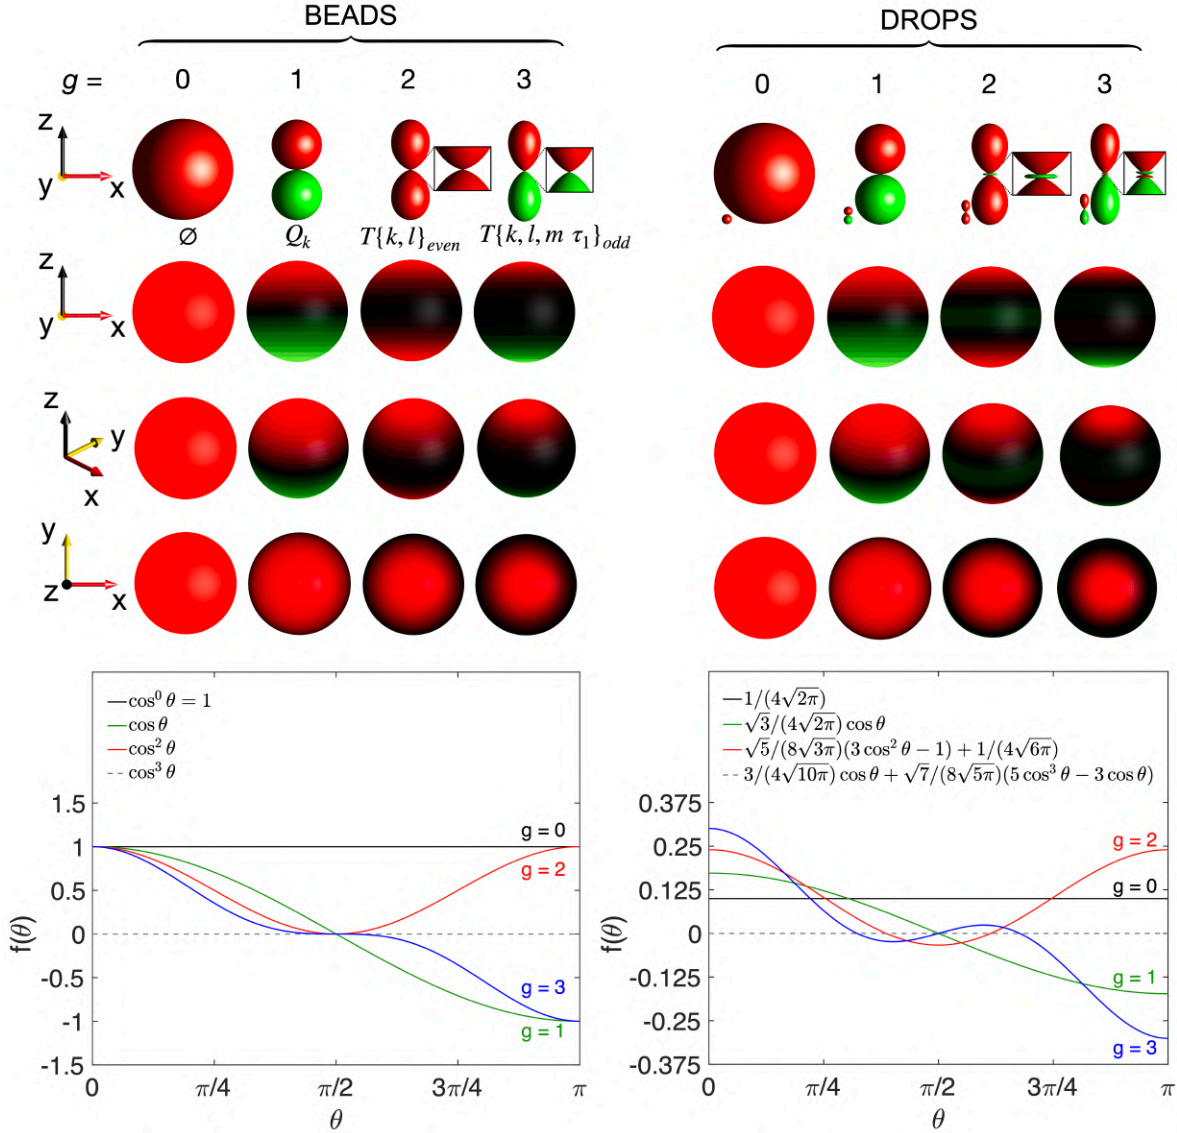 BEADS
DROPS
g = 0 1 2 3
0 1 2 3
z
y x
∅ Q_k T{k, l}_{even} T{k, l, m τ_1}_{odd}
z
y x
z
y
x
y
z x
cos^0 θ = 1
cos θ
cos^2 θ
cos^3 θ
1.5
1
0.5
0
-0.5
-1
-1.5
f(θ)
g = 0
g = 2
g = 3
g = 1
0 π/4 π/2 3π/4 π
θ
1/(4√2π)
√3/(4√2π) cos θ
√5/(8√3π)(3 cos^2 θ − 1) + 1/(4√6π)
3/(4√10π) cos θ + √7/(8√5π)(5 cos^3 θ − 3 cos θ)
0.375
0.25
0.125
0
-0.125
-0.25
-0.375
f(θ)
g = 2
g = 0
g = 1
g = 3
0 π/4 π/2 3π/4 π
θ